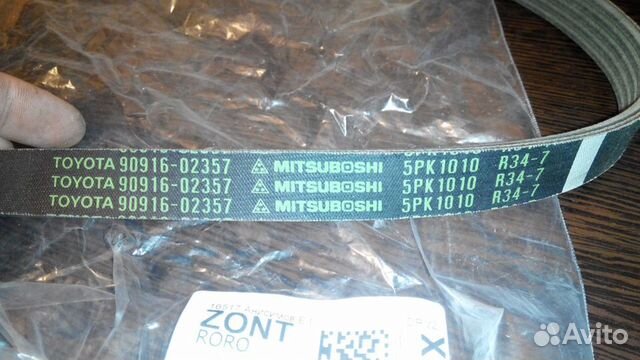 TOYOTA 90916-02357 MITSUBOSHI 5PK1010 R34-7
TOYOTA 90916-02357 MITSUBOSHI 5PK1010 R34-7
TOYOTA 90916-02357 MITSUBOSHI 5PK1010 R34-7
ZONT
RORO
X
Avito